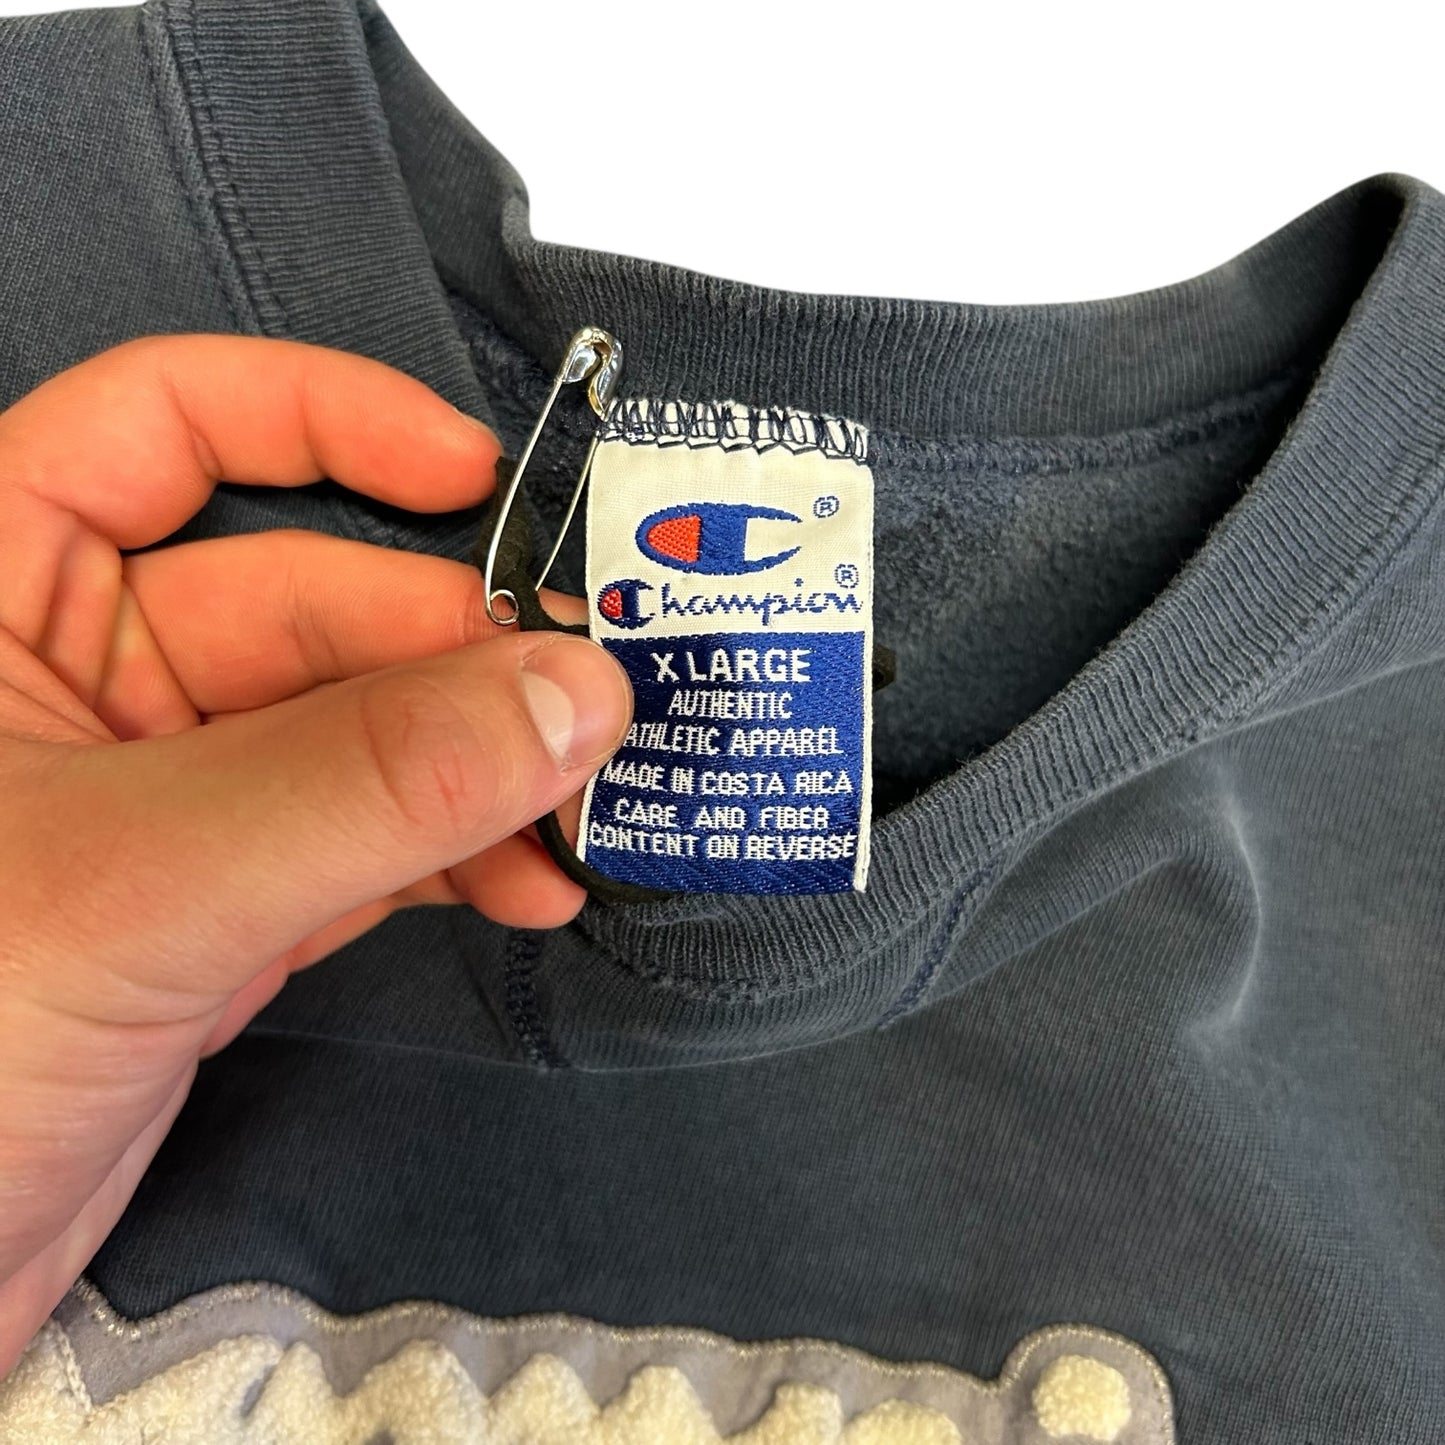 ®
Champion®
X LARGE
AUTHENTIC
ATHLETIC APPAREL
MADE IN COSTA RICA
CARE AND FIBER
CONTENT ON REVERSE